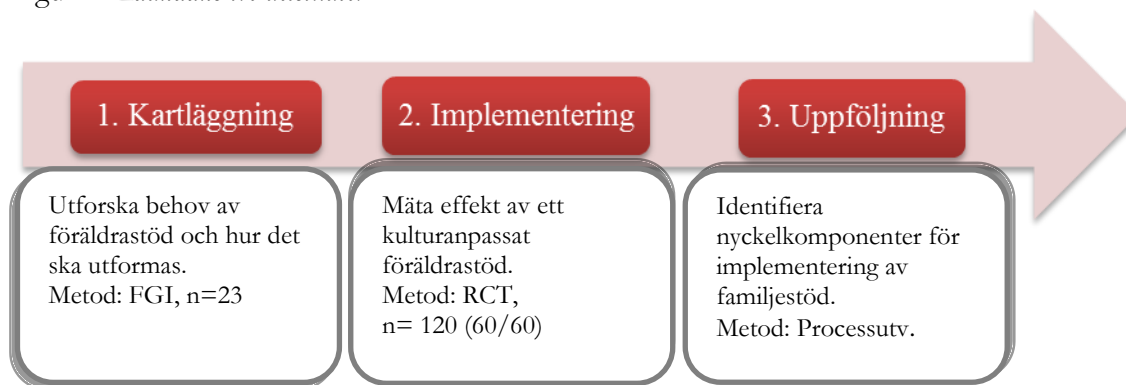 1. Kartläggning
2. Implementering
3. Uppföljning
Utforska behov av
föräldrastöd och hur det
ska utformas.
Metod: FGI, n=23
Mäta effekt av ett
kulturanpassat
föräldrastöd.
Metod: RCT,
n= 120 (60/60)
Identifiera
nyckelkomponenter för
implementering av
familjestöd.
Metod: Processutv.